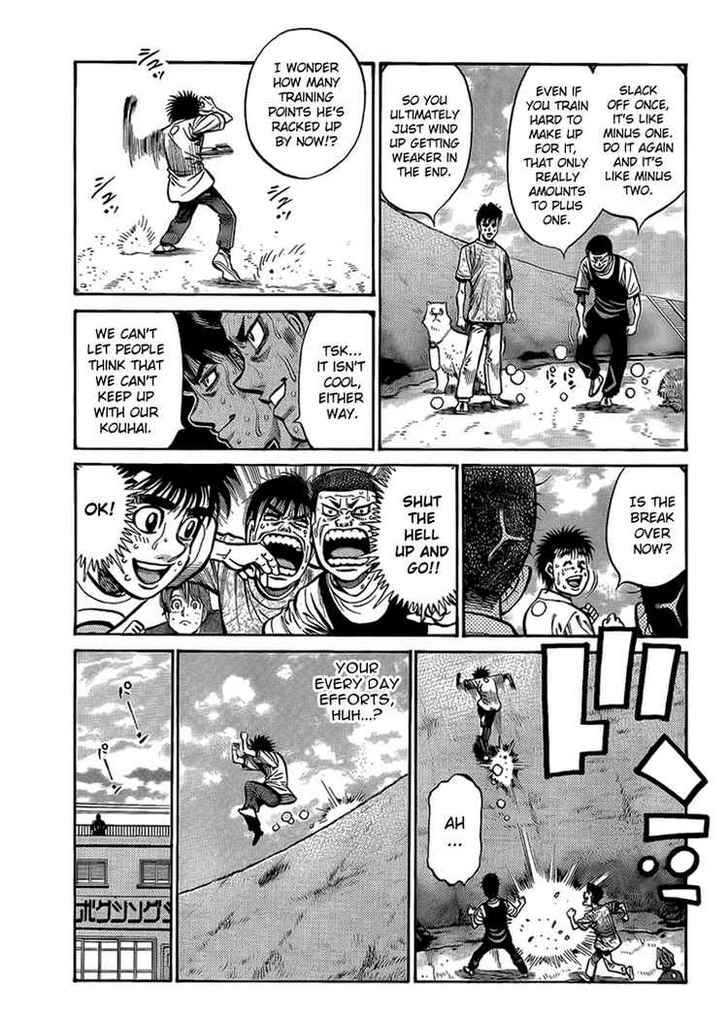 SLACK
OFF ONCE,
IT'S LIKE
MINUS ONE.
DO IT AGAIN
AND IT'S
LIKE MINUS
TWO.
EVEN IF
YOU TRAIN
HARD TO
MAKE UP
FOR IT,
THAT ONLY
REALLY
AMOUNTS
TO PLUS
ONE.
SO YOU
ULTIMATELY
JUST WIND
UP GETTING
WEAKER IN
THE END.
I WONDER
HOW MANY
TRAINING
POINTS HE'S
RACKED UP
BY NOW!?
TSK...
IT ISN'T
COOL,
EITHER
WAY.
WE CAN'T
LET PEOPLE
THINK THAT
WE CAN'T
KEEP UP
WITH OUR
KOUHAI.
IS THE
BREAK
OVER
NOW?
SHUT
THE
HELL
UP AND
GO!!
OK!
AH
...
YOUR
EVERY DAY
EFFORTS,
HUH...?
ボクシングジ